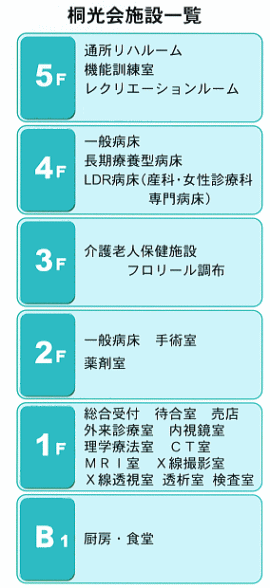 桐光会施設一覧
5F
通所リハルーム
機能訓練室
レクリエーションルーム
4F
一般病床
長期療養型病床
LDR病床(産科・女性診療科
専門病床)
3F
介護老人保健施設
フロリール調布
2F
一般病床 手術室
薬剤室
1F
総合受付 待合室 売店
外来診療室 内視鏡室
理学療法室 CT室
MRI室 X線撮影室
X線透視室 透析室 検査室
B1
厨房・食堂